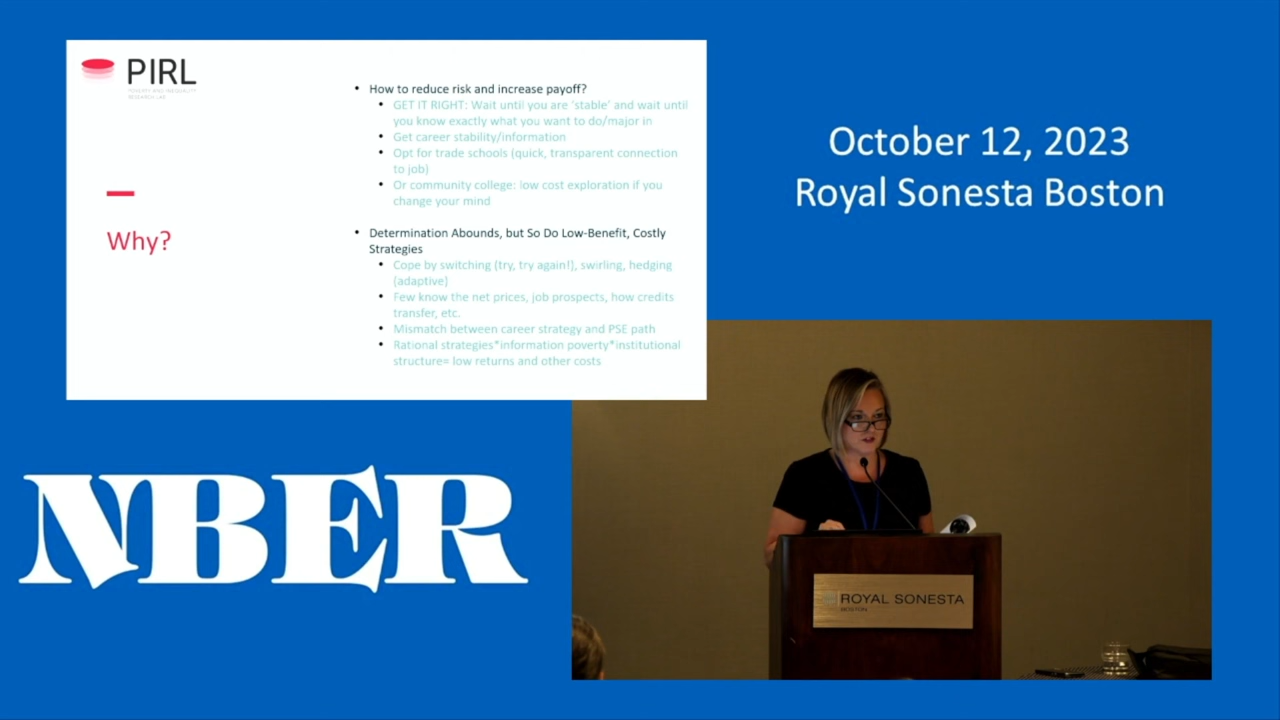 PIRL
POVERTY AND INEQUALITY
RESEARCH LAB
Why?
• How to reduce risk and increase payoff?
• GET IT RIGHT: Wait until you are 'stable' and wait until
you know exactly what you want to do/major in
• Get career stability/information
• Opt for trade schools (quick, transparent connection
to job)
• Or community college: low cost exploration if you
change your mind
• Determination Abounds, but So Do Low-Benefit, Costly
Strategies
• Cope by switching (try, try again!), swirling, hedging
(adaptive)
• Few know the net prices, job prospects, how credits
transfer, etc.
• Mismatch between career strategy and PSE path
• Rational strategies*information poverty*institutional
structure= low returns and other costs
October 12, 2023
Royal Sonesta Boston
NBER
ROYAL SONESTA
BOSTON